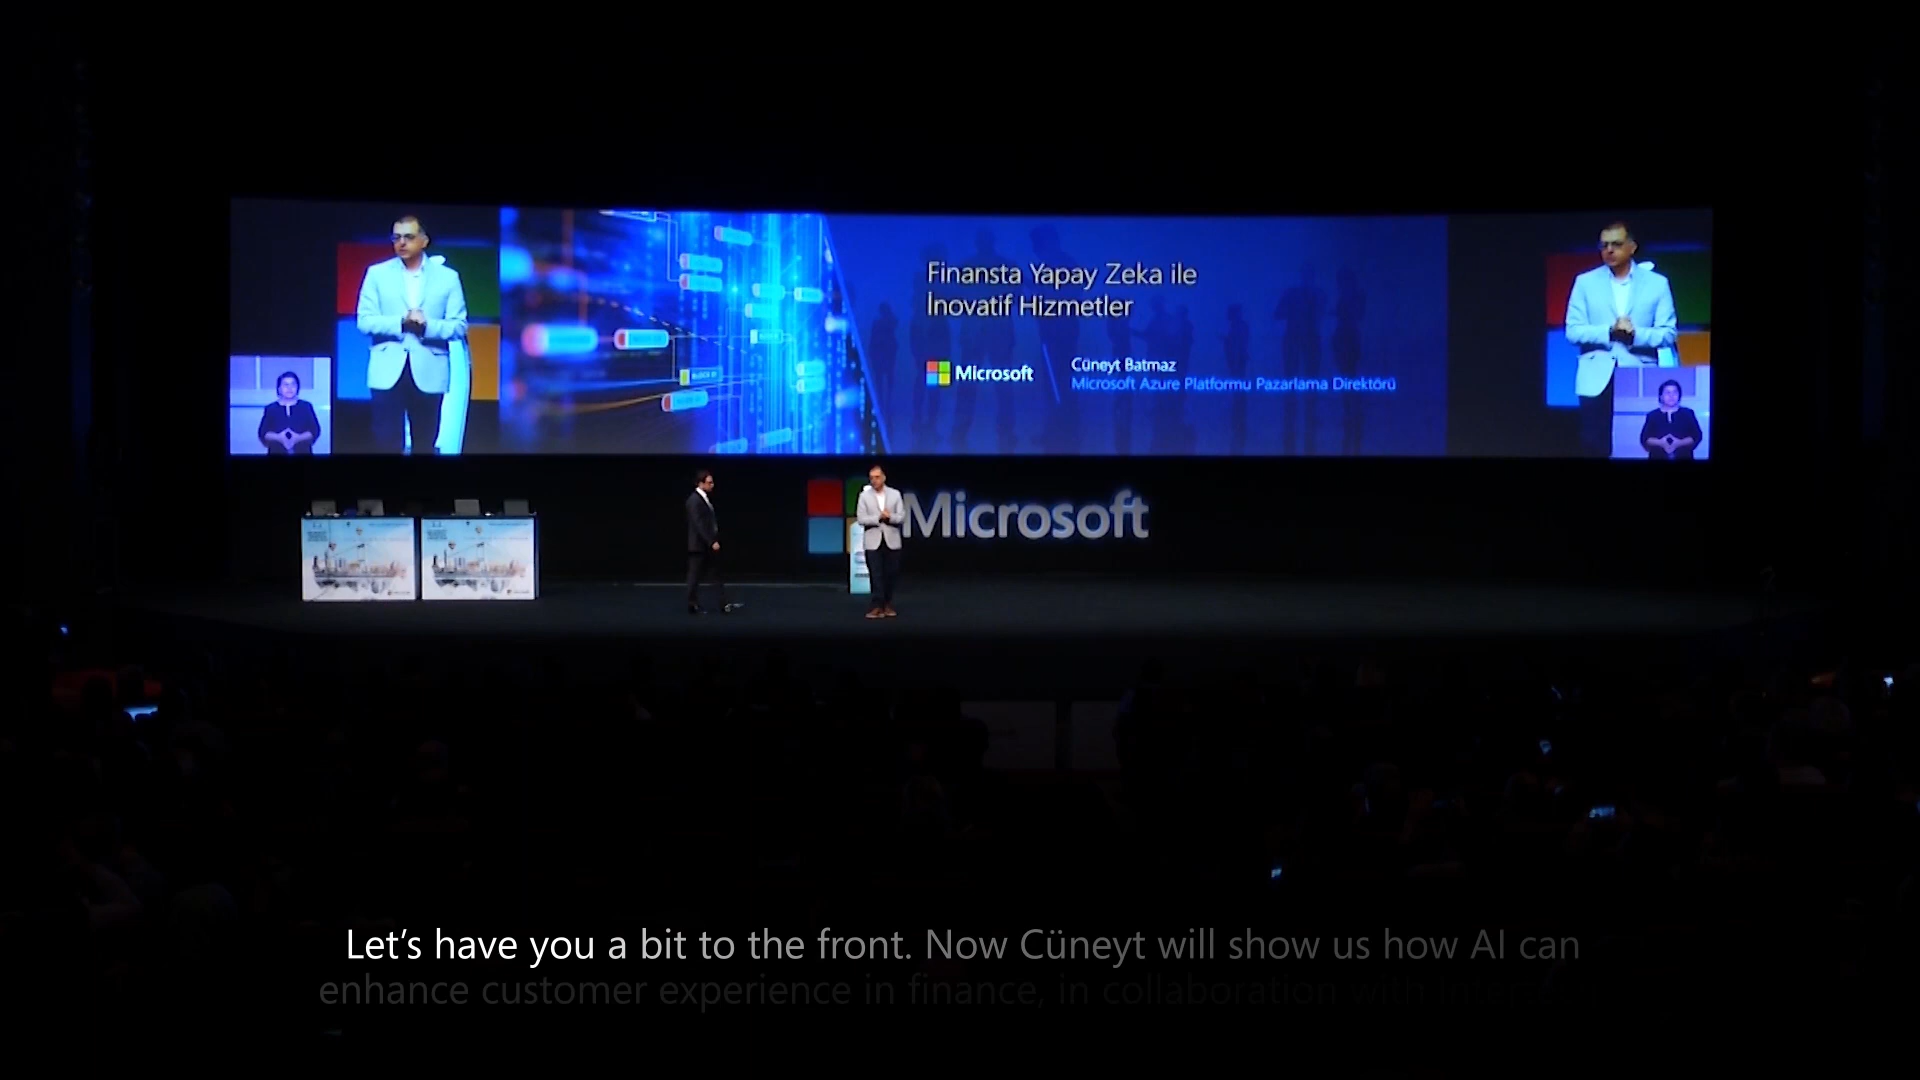 Finansta Yapay Zeka ile
İnovatif Hizmetler
Microsoft
Cüneyt Batmaz
Microsoft Azure Platformu Pazarlama Direktörü
Microsoft
Let’s have you a bit to the front. Now Cüneyt will show us how AI can
enhance customer experience in finance, in collaboration with